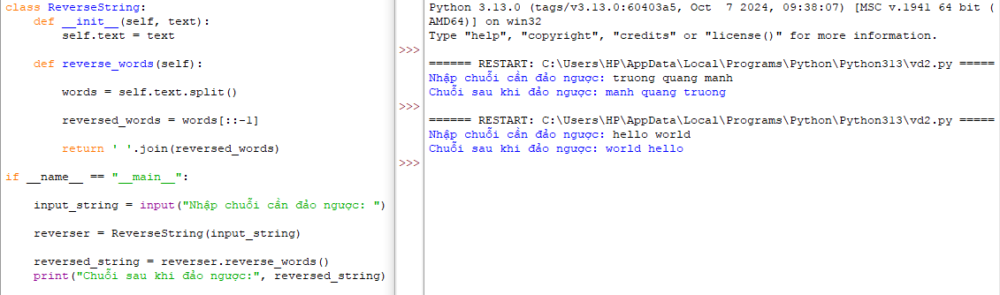 class ReverseString:
    def __init__(self, text):
        self.text = text
    def reverse_words(self):
        words = self.text.split()
        reversed_words = words[::-1]
        return ' '.join(reversed_words)
if __name__ == "__main__":
    input_string = input("Nhập chuỗi cần đảo ngược: ")
    reverser = ReverseString(input_string)
    reversed_string = reverser.reverse_words()
    print("Chuỗi sau khi đảo ngược:", reversed_string)
Python 3.13.0 (tags/v3.13.0:60403a5, Oct  7 2024, 09:38:07) [MSC v.1941 64 bit (
AMD64)] on win32
Type "help", "copyright", "credits" or "license()" for more information.
>>>
====== RESTART: C:\Users\HP\AppData\Local\Programs\Python\Python313\vd2.py =====
Nhập chuỗi cần đảo ngược: truong quang manh
Chuỗi sau khi đảo ngược: manh quang truong
>>>
====== RESTART: C:\Users\HP\AppData\Local\Programs\Python\Python313\vd2.py =====
Nhập chuỗi cần đảo ngược: hello world
Chuỗi sau khi đảo ngược: world hello
>>>